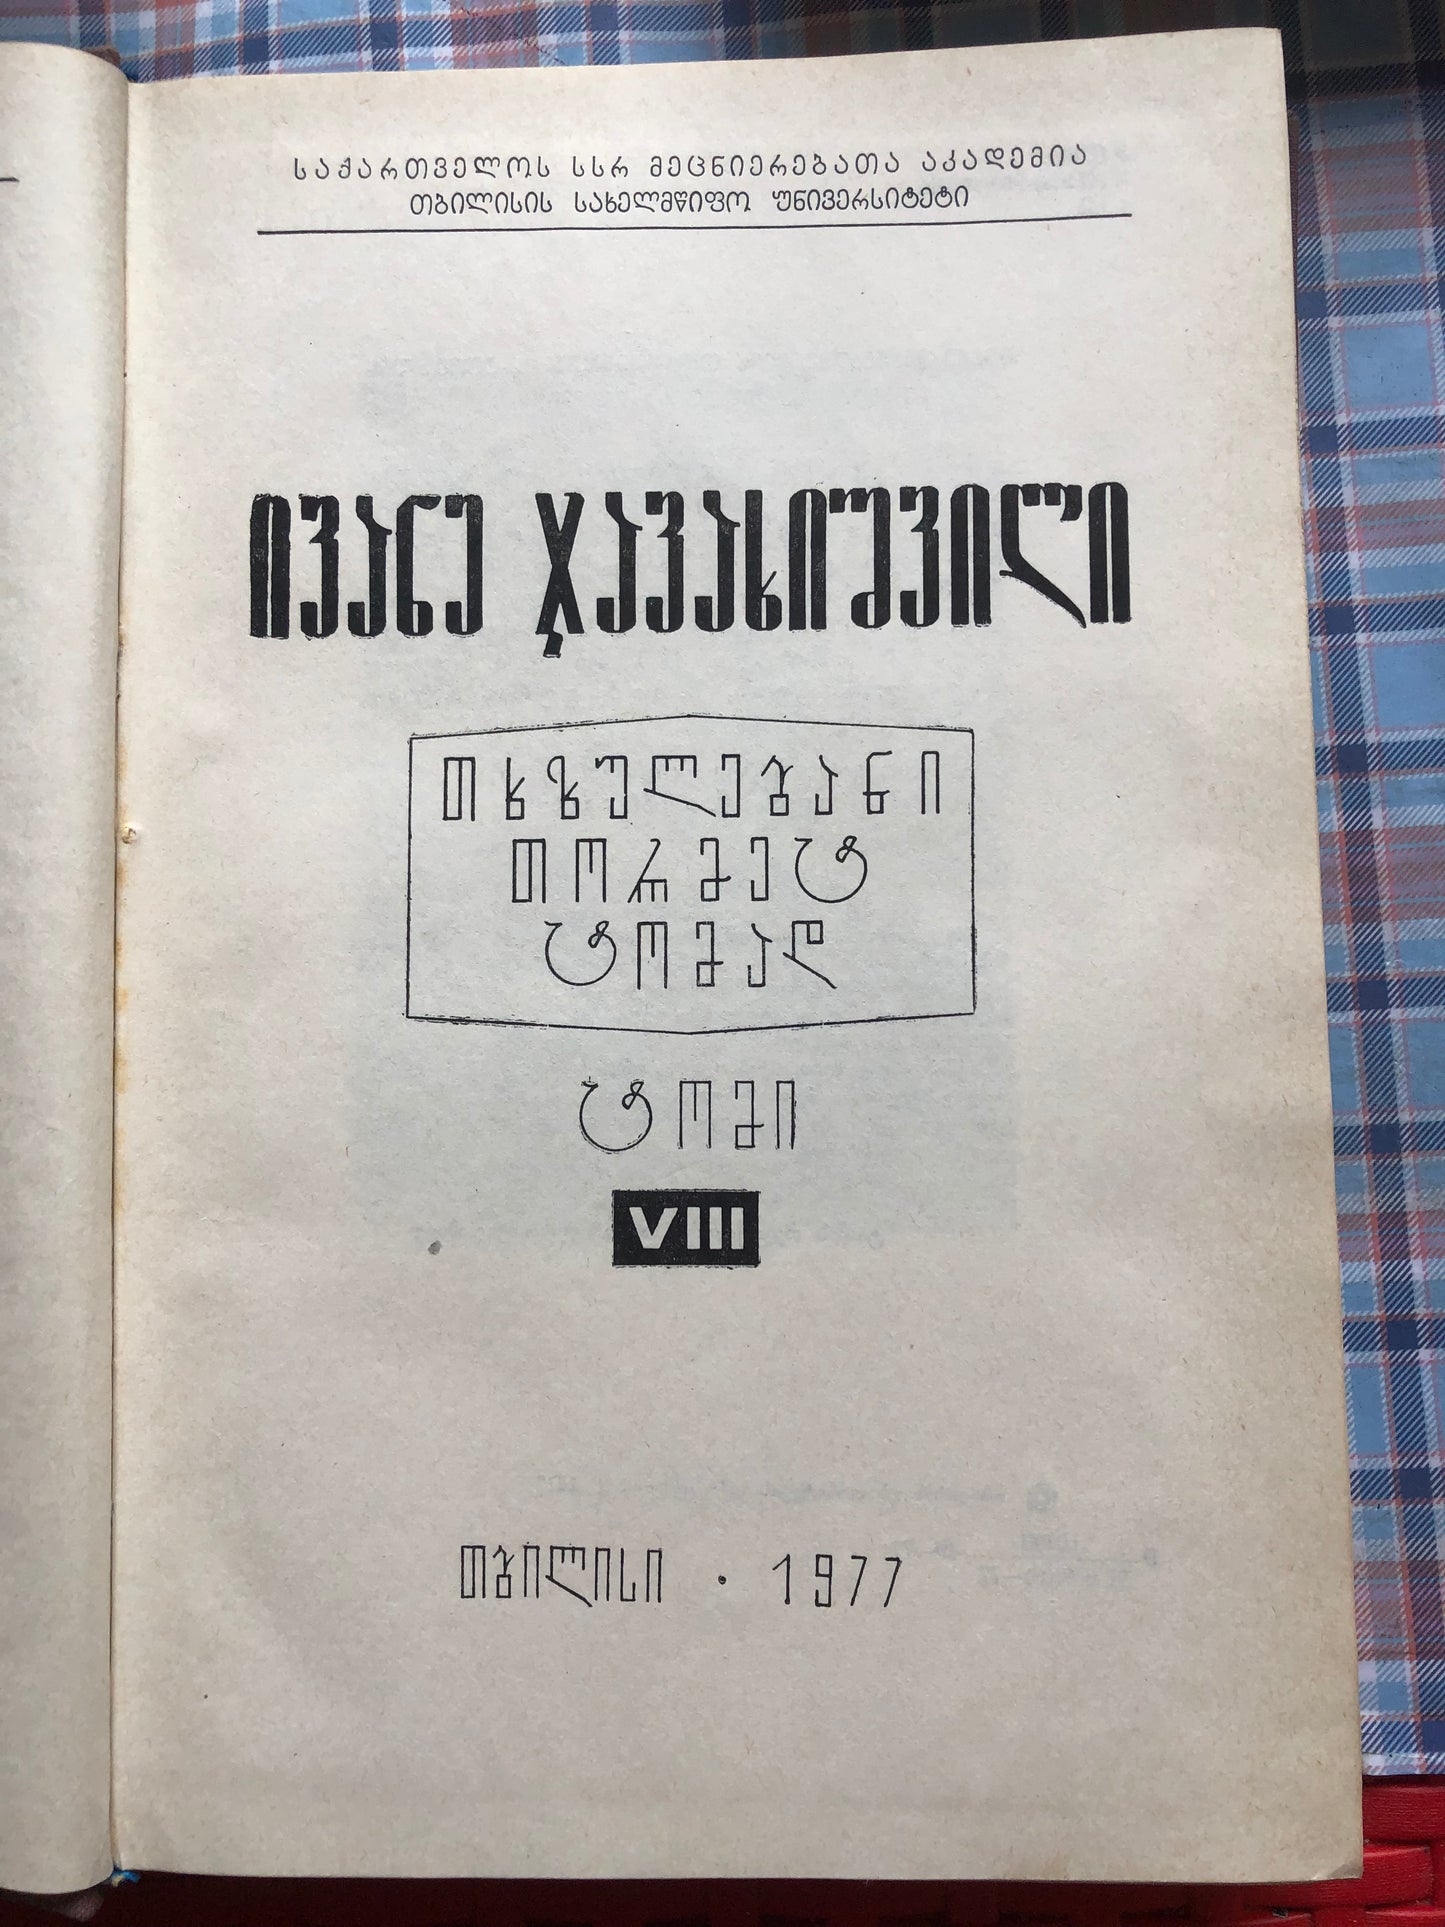 საქართველოს სსრ მეცნიერებათა აკადემია
თბილისის სახელმწიფო უნივერსიტეტი
ივანე ჯავახიშვილი
თხზულებანი
თორმეტ
ტომად
ტომი
VIII
თბილისი · 1977